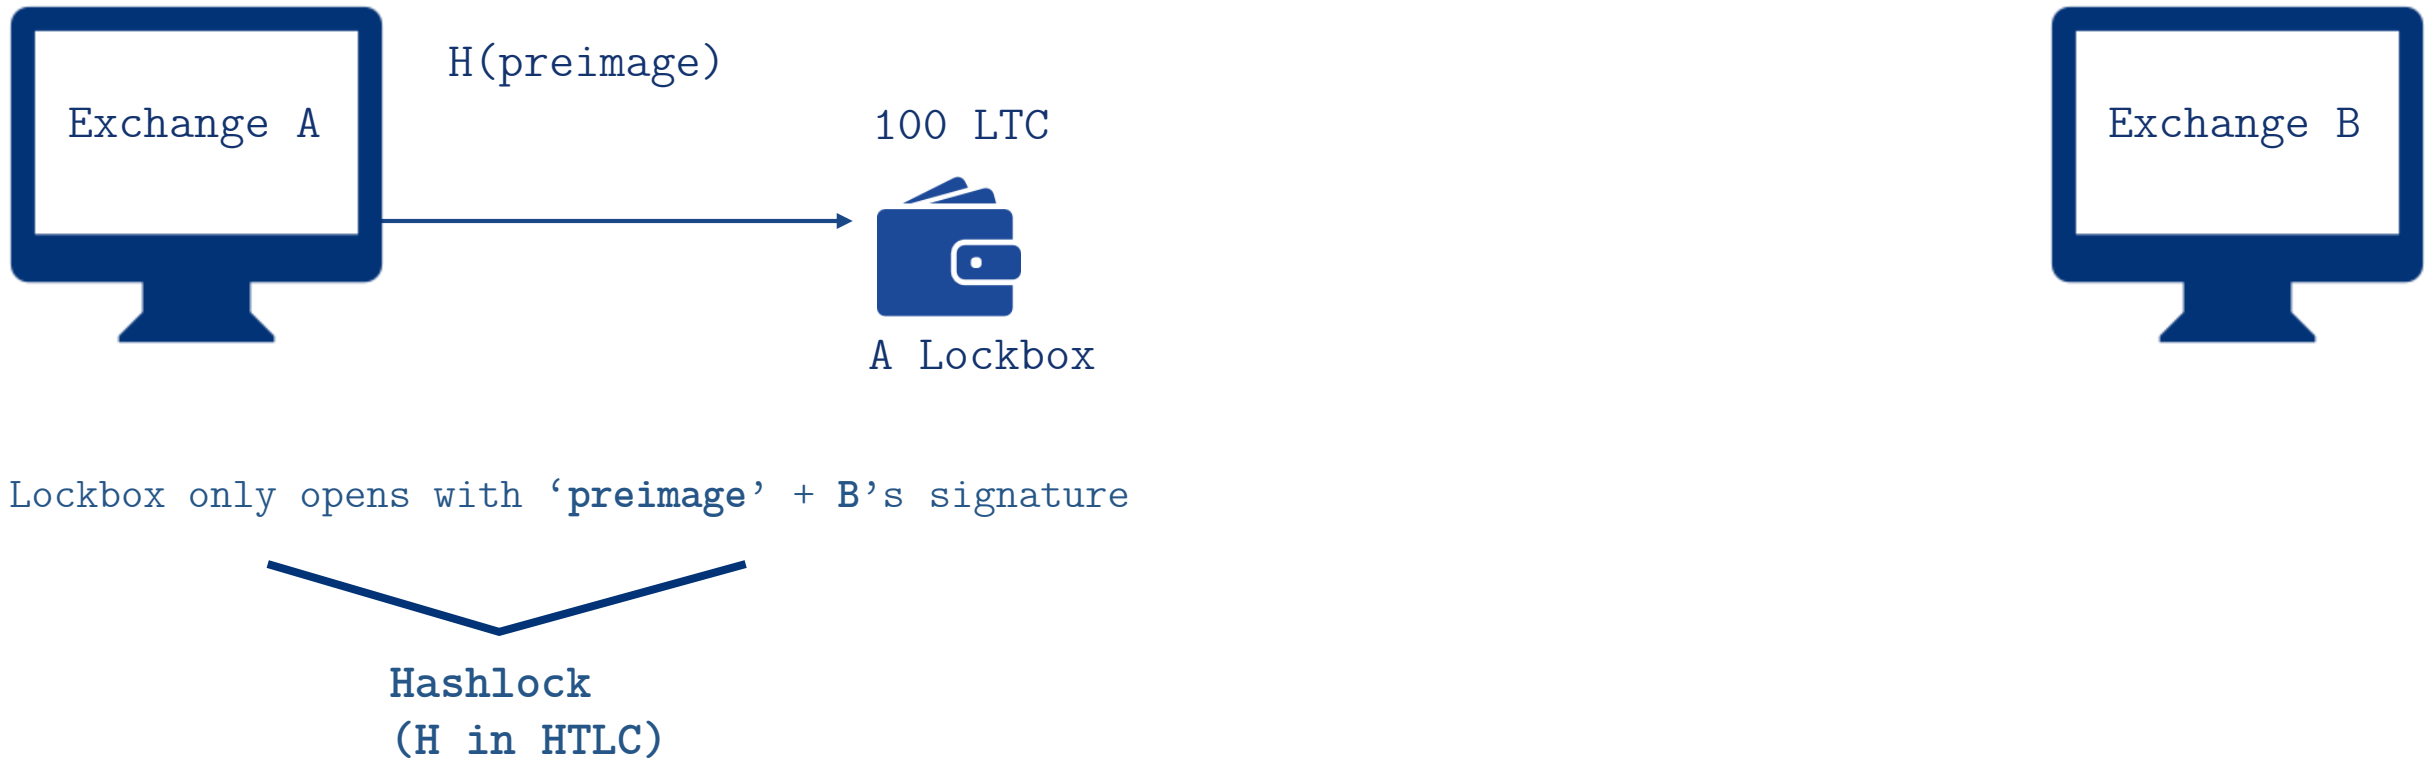 H(preimage)
Exchange A
100 LTC
Exchange B
A Lockbox
Lockbox only opens with ‘preimage’ + B’s signature
Hashlock
(H in HTLC)